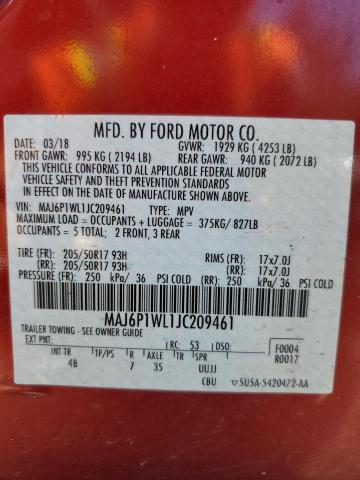 MFD. BY FORD MOTOR CO.
03/18 GVWR: 1929 KG ( 4253 LB)
FRONT GAWR: 995 KG ( 2194 LB) REAR GAWR: 940 KG ( 2072 LB)
THIS VEHICLE CONFORMS TO ALL APPLICABLE FEDERAL MOTOR
VEHICLE SAFETY AND BUMPER AND THEFT PREVENTION STANDARDS
IN EFFECT ON THE DATE OF MANUFACTURE SHOWN ABOVE.
VIN: MAJ6P1WL1JC209461 TYPE: MPV
MAXIMUM LOAD = OCCUPANTS + LUGGAGE = 375KG/ 827LB
OCCUPANTS = 5 TOTAL; 2 FRONT, 3 REAR
TIRE (FR): 205/50R17 93H RIMS (FR): 17x7.0J
(RR): 205/50R17 93H (RR): 17x7.0J
PRESSURE (FR): 250 kPa/ 36 PSI COLD (RR): 250 kPa/ 36 PSI COLD
MAJ6P1WL1JC209461
TRAILER TOWING - SEE OWNER GUIDE
EXT PNT: RC: 53 DSO: F0004
INT TR TP/PS R AXLE TR SPR R0017
4B 7 35 UUJJ
CBU 5U5A-5420472-AA